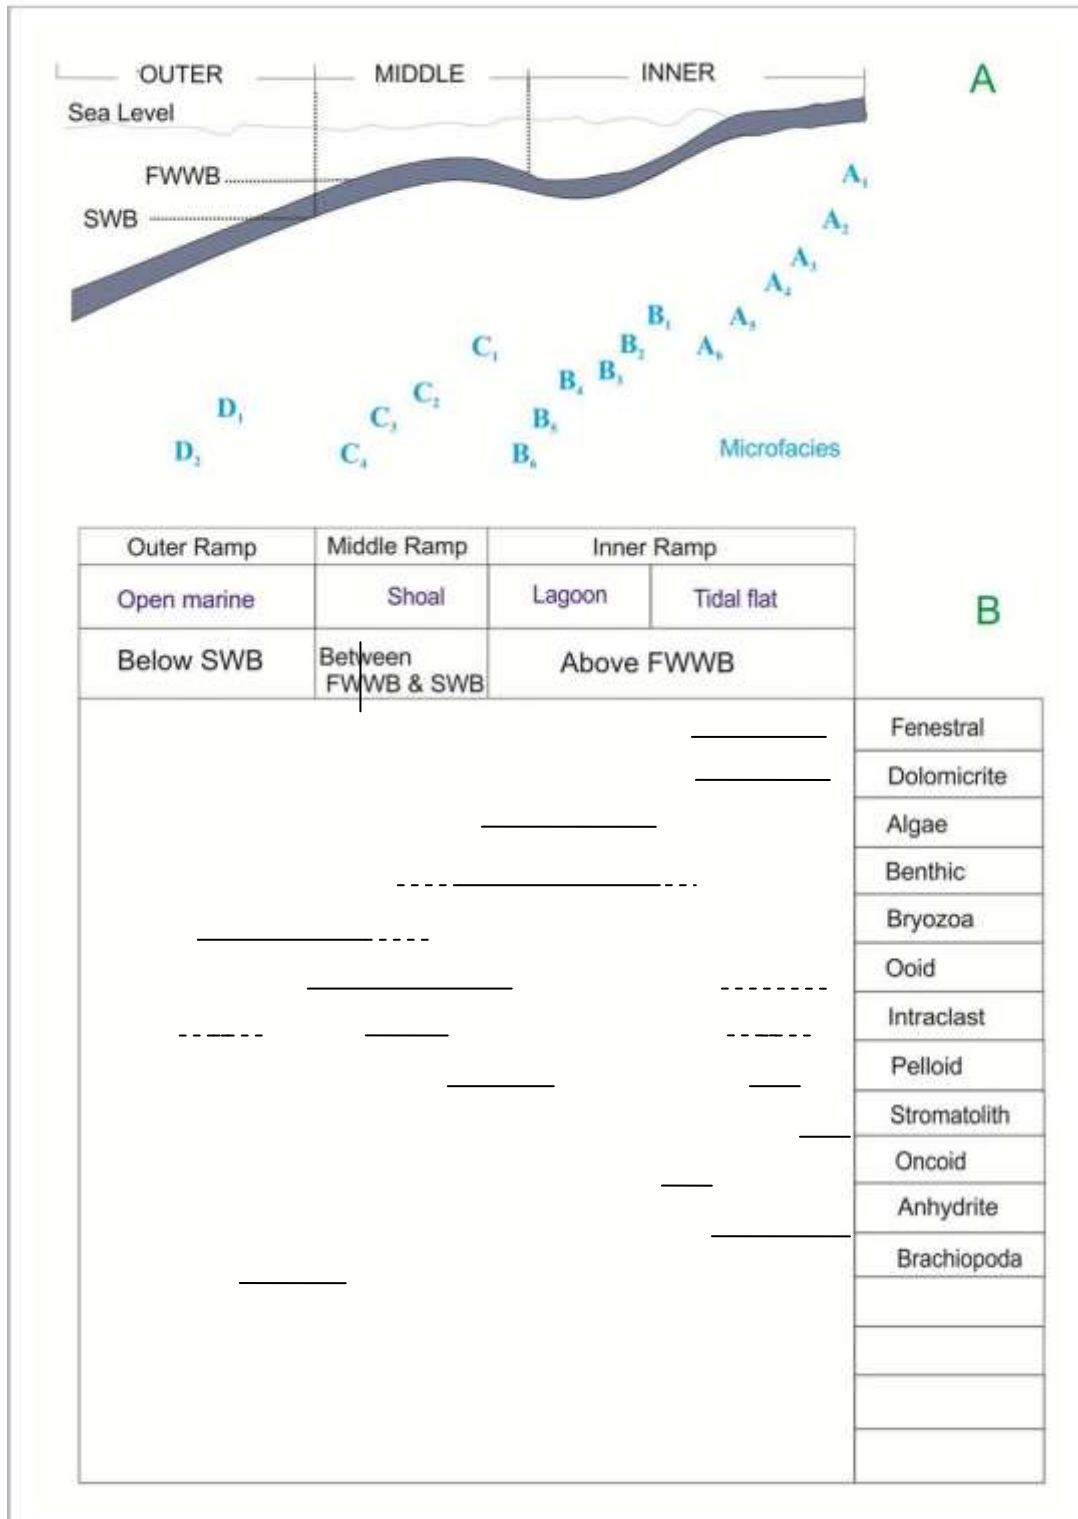 OUTER MIDDLE INNER A
Sea Level
FWWB
SWB
A₁
A₂
A₃
A₄
B₁ A₅
C₁ B₂ A₆
B₃
B₄
C₂
D₁ C₃ B₅
D₂ C₄ B₆ Microfacies
Outer Ramp Middle Ramp Inner Ramp
Open marine Shoal Lagoon Tidal flat B
Below SWB Between FWWB & SWB Above FWWB
Fenestral
Dolomicrite
Algae
Benthic
Bryozoa
Ooid
Intraclast
Pelloid
Stromatolith
Oncoid
Anhydrite
Brachiopoda